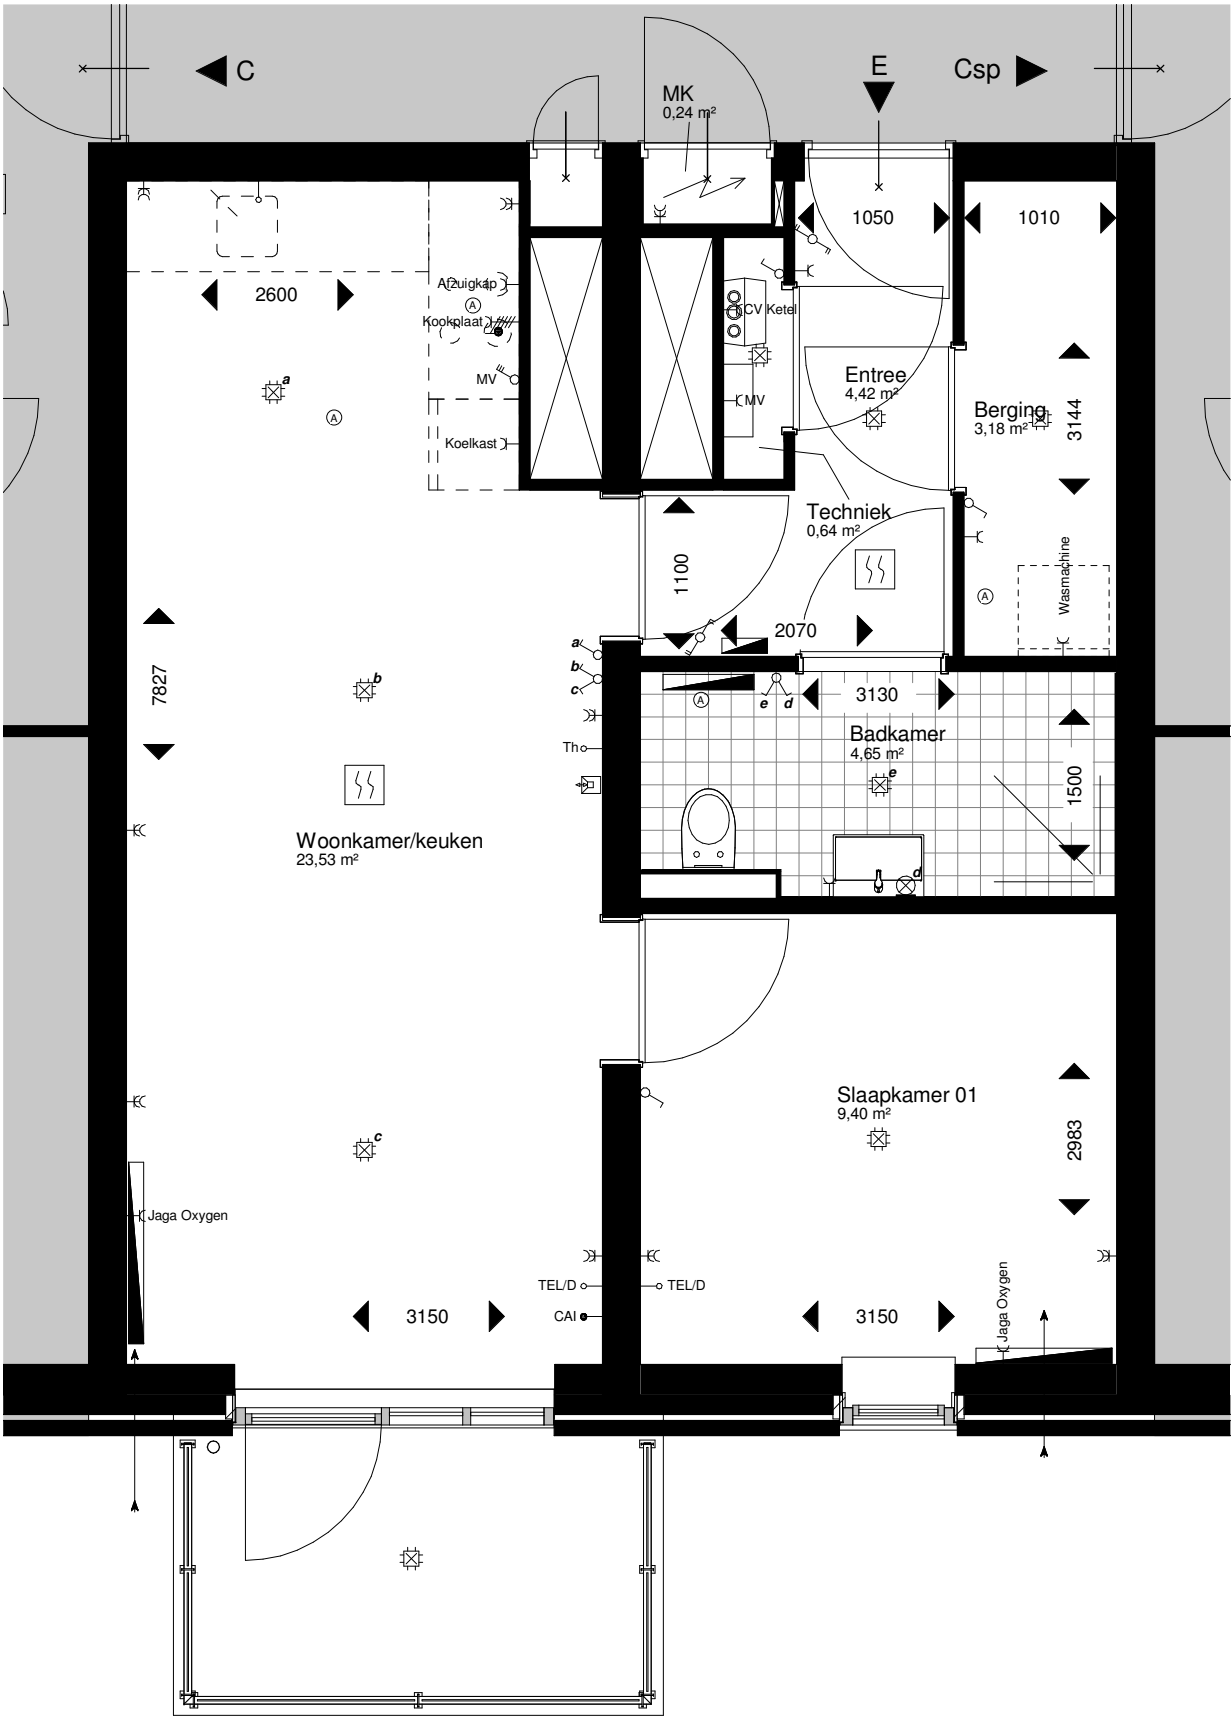 C
MK
0,24 m²
E
Csp
1050
1010
2600
Afzuigkap
A
Kookplaat
CV Ketel
a
MV
A
MV
Koelkast
Entree
4,42 m²
Berging
3,18 m²
3144
Techniek
0,64 m²
1100
Wasmachine
A
2070
a
b
c
7827
b
Th
A
e d
3130
Badkamer
4,65 m²
e
1500
Woonkamer/keuken
23,53 m²
d
Slaapkamer 01
9,40 m²
2983
c
Jaga Oxygen
TEL/D
TEL/D
CAI
3150
3150
Jaga Oxygen